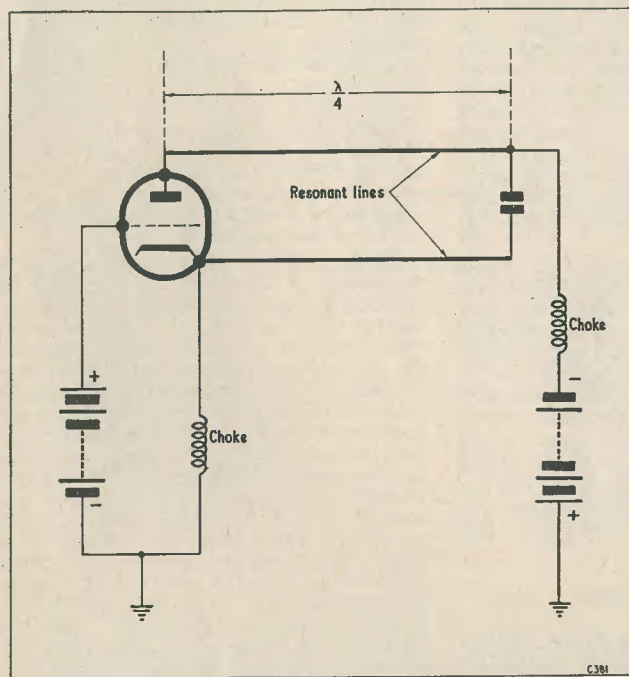 λ
4
Resonant lines
Choke
-
+
Choke
-
+
C381